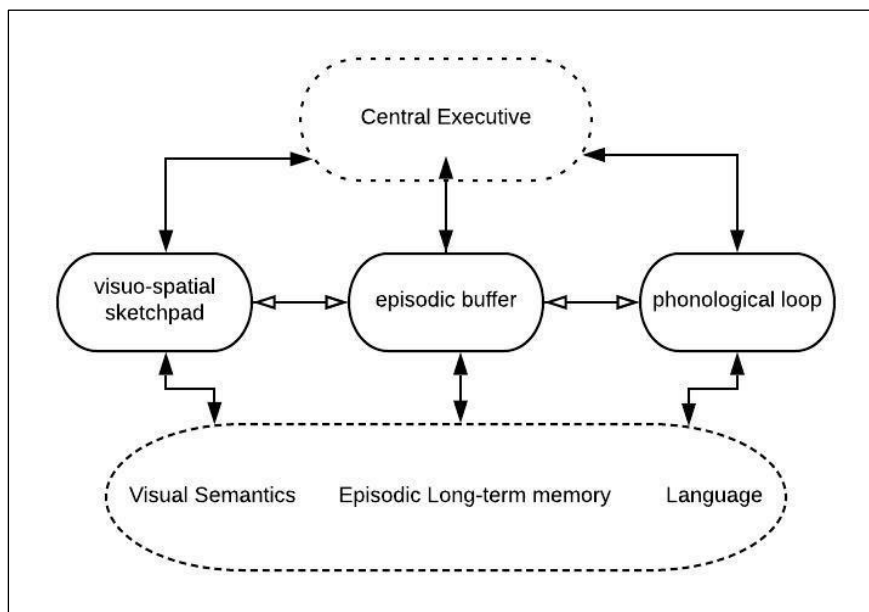 Central Executive
visuo-spatial
sketchpad
episodic buffer
phonological loop
Visual Semantics
Episodic Long-term memory
Language